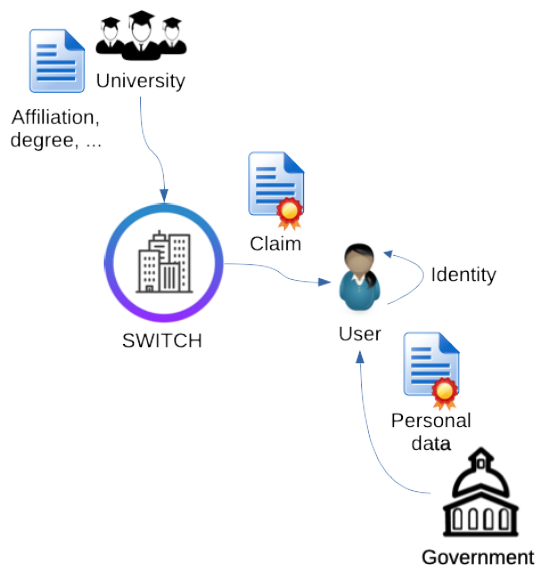 University
Affiliation,
degree, ...
Claim
Identity
SWITCH
User
Personal
data
Government